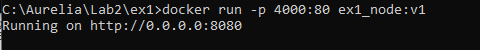 C:\Aurelia\Lab2\ex1>docker run -p 4000:80 ex1_node:v1
Running on http://0.0.0.0:8080